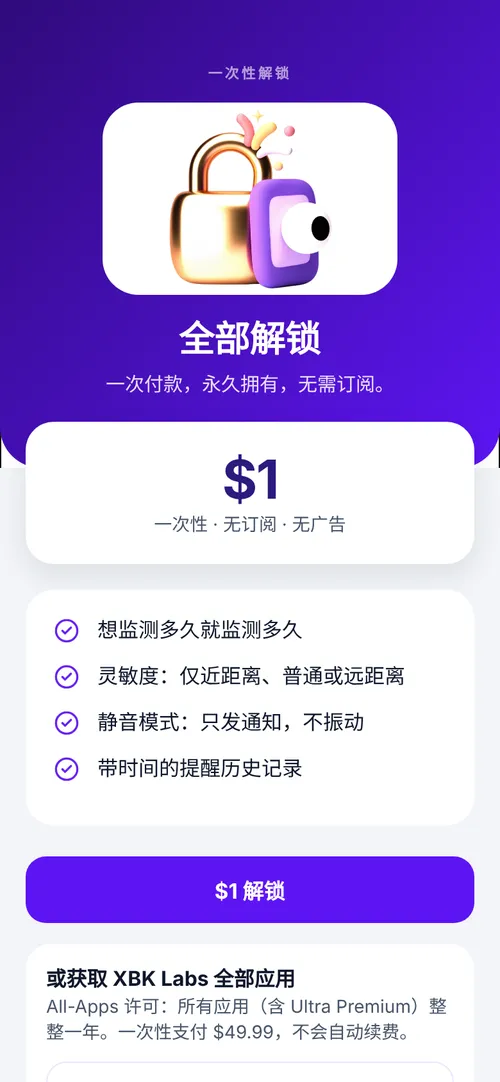 一次性解锁
全部解锁
一次付款，永久拥有，无需订阅。
$1
一次性 · 无订阅 · 无广告
想监测多久就监测多久
灵敏度：仅近距离、普通或远距离
静音模式：只发通知，不振动
带时间的提醒历史记录
$1 解锁
或获取 XBK Labs 全部应用
All-Apps 许可：所有应用（含 Ultra Premium）整
整一年。一次性支付 $49.99，不会自动续费。